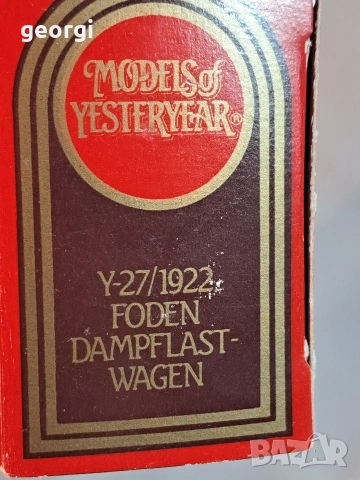 georgi
MODELS of
YESTERYEAR®
Y-27/1922
FODEN
DAMPFLAST-
WAGEN
BAZAR